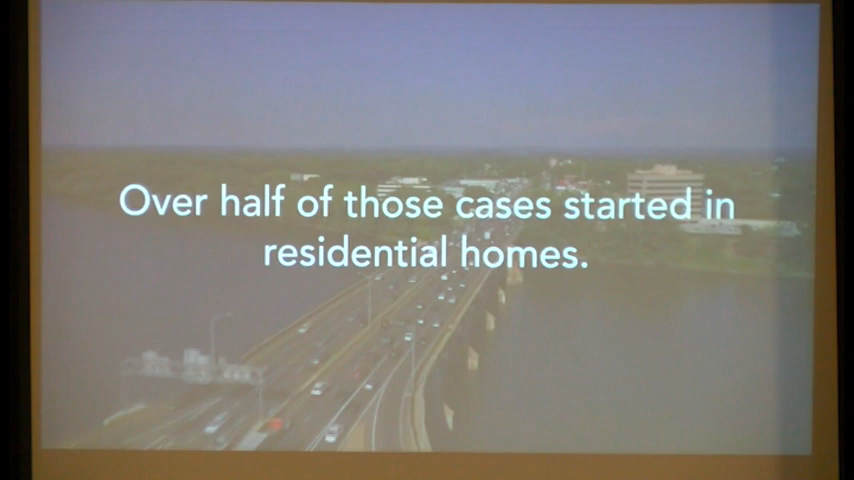 Over half of those cases started in
residential homes.